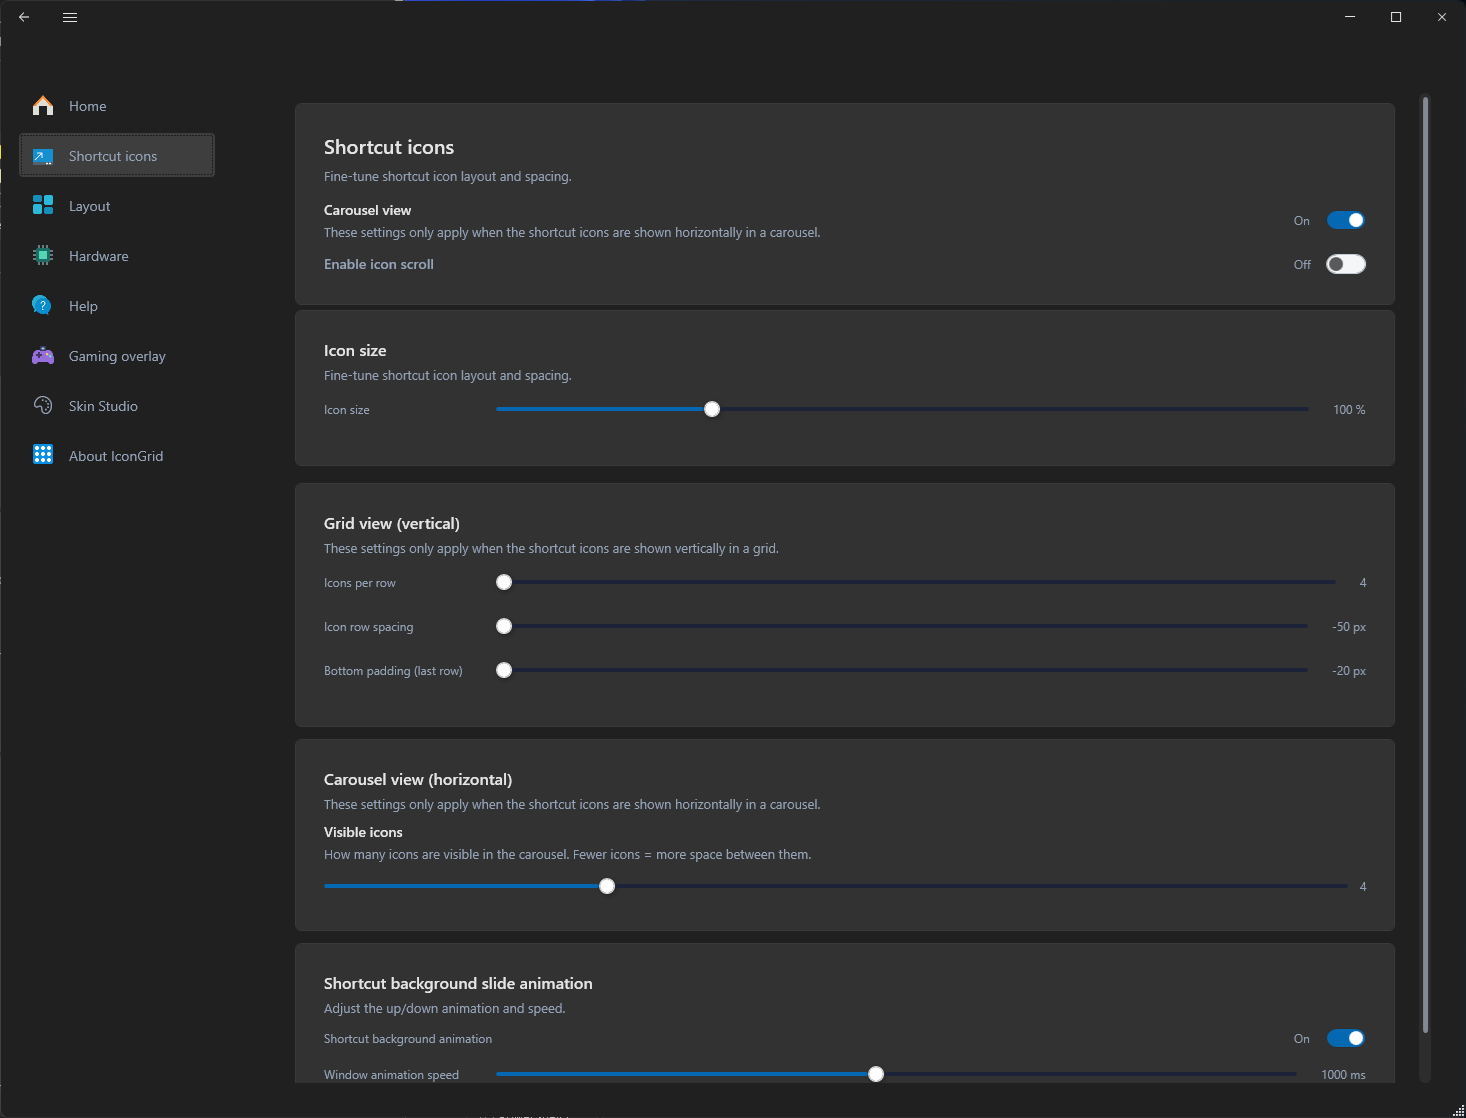 Home
Shortcut icons
Layout
Hardware
Help
Gaming overlay
Skin Studio
About IconGrid
Shortcut icons
Fine-tune shortcut icon layout and spacing.
Carousel view
On
These settings only apply when the shortcut icons are shown horizontally in a carousel.
Enable icon scroll
Off
Icon size
Fine-tune shortcut icon layout and spacing.
Icon size
100 %
Grid view (vertical)
These settings only apply when the shortcut icons are shown vertically in a grid.
Icons per row
4
Icon row spacing
-50 px
Bottom padding (last row)
-20 px
Carousel view (horizontal)
These settings only apply when the shortcut icons are shown horizontally in a carousel.
Visible icons
How many icons are visible in the carousel. Fewer icons = more space between them.
4
Shortcut background slide animation
Adjust the up/down animation and speed.
Shortcut background animation
On
Window animation speed
1000 ms